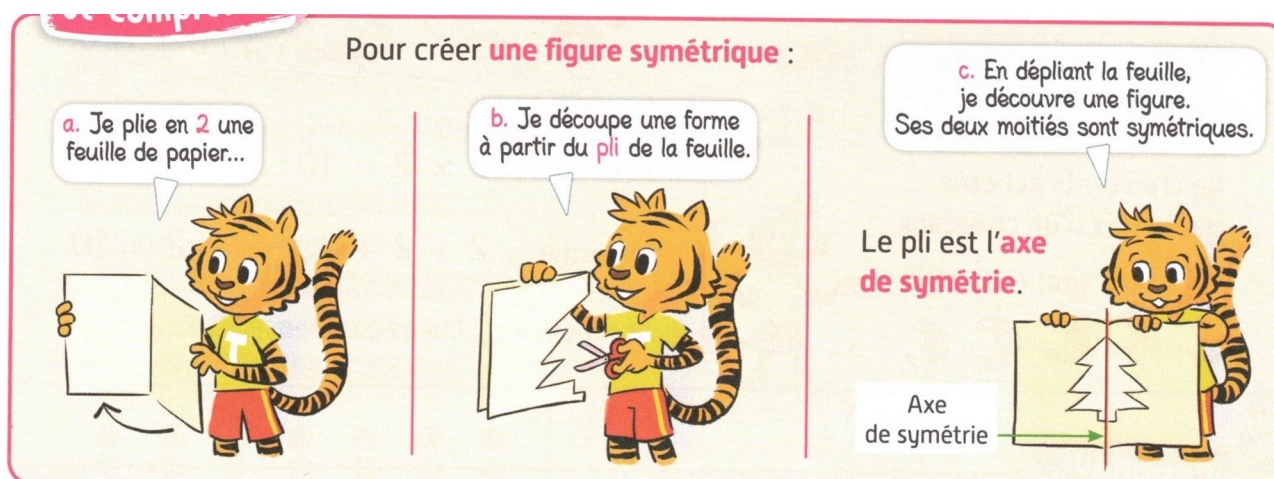 Pour créer une figure symétrique :
a. Je plie en 2 une
feuille de papier...
b. Je découpe une forme
à partir du pli de la feuille.
c. En dépliant la feuille,
je découvre une figure.
Ses deux moitiés sont symétriques.
Le pli est l'axe
de symétrie.
Axe
de symétrie
T
T